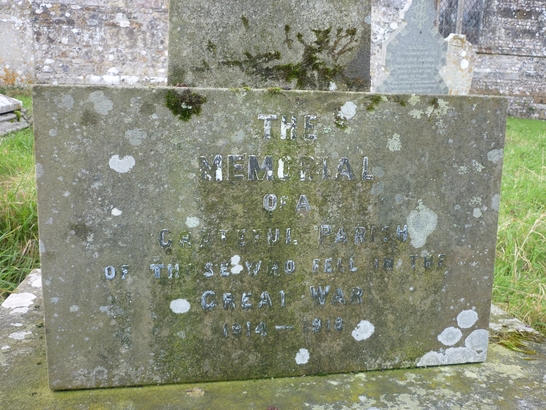 THE
MEMORIAL
OF A
GRATEFUL PARISH
OF THOSE WHO FELL IN THE
GREAT WAR
1914 — 1919